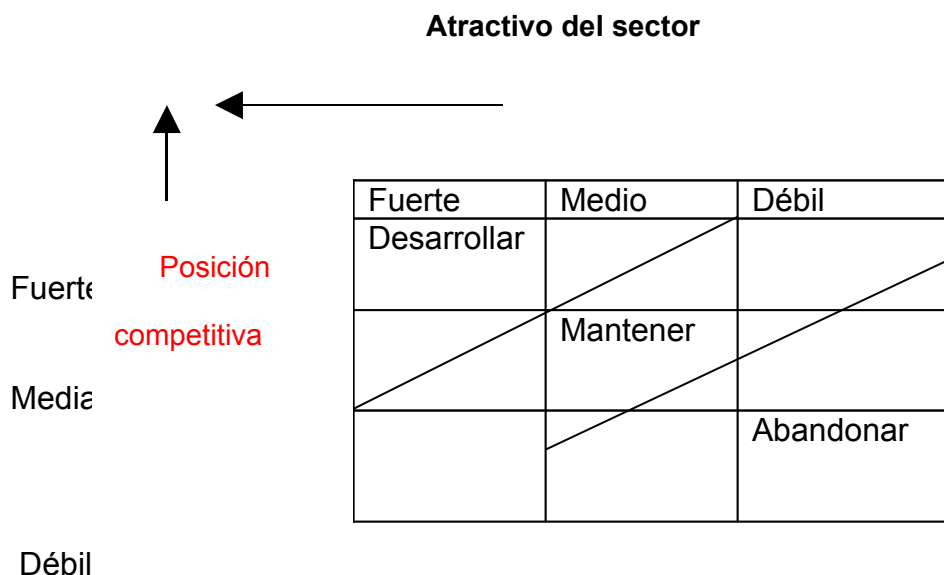 Atractivo del sector
Fuerte Medio Débil
Desarrollar
Posición
Fuerte
competitiva
Mantener
Media
Abandonar
Débil